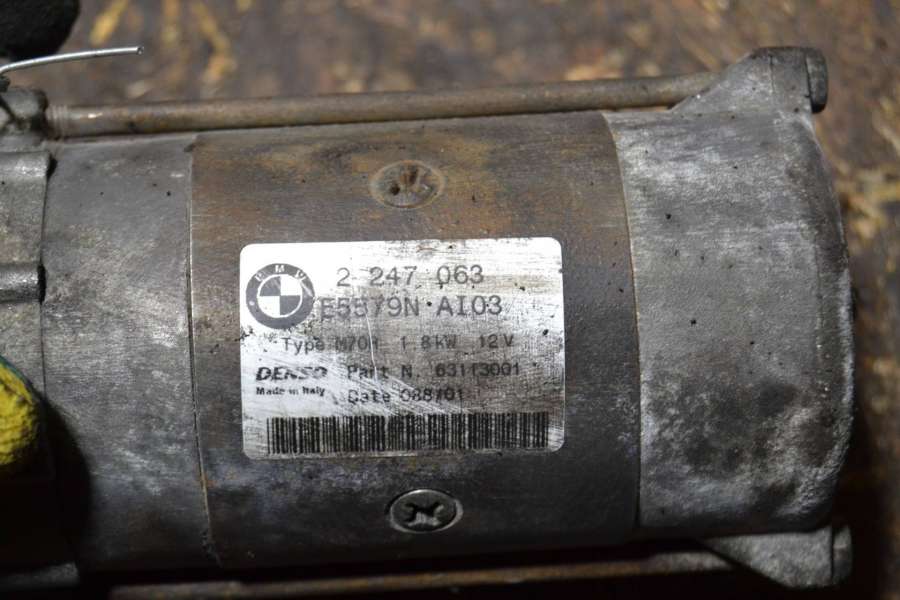 BMW
2 247 063
E5579N AI03
Type M70R 1.8kW 12V
DENSO Part N. 63113001
Made in Italy Date 088/01